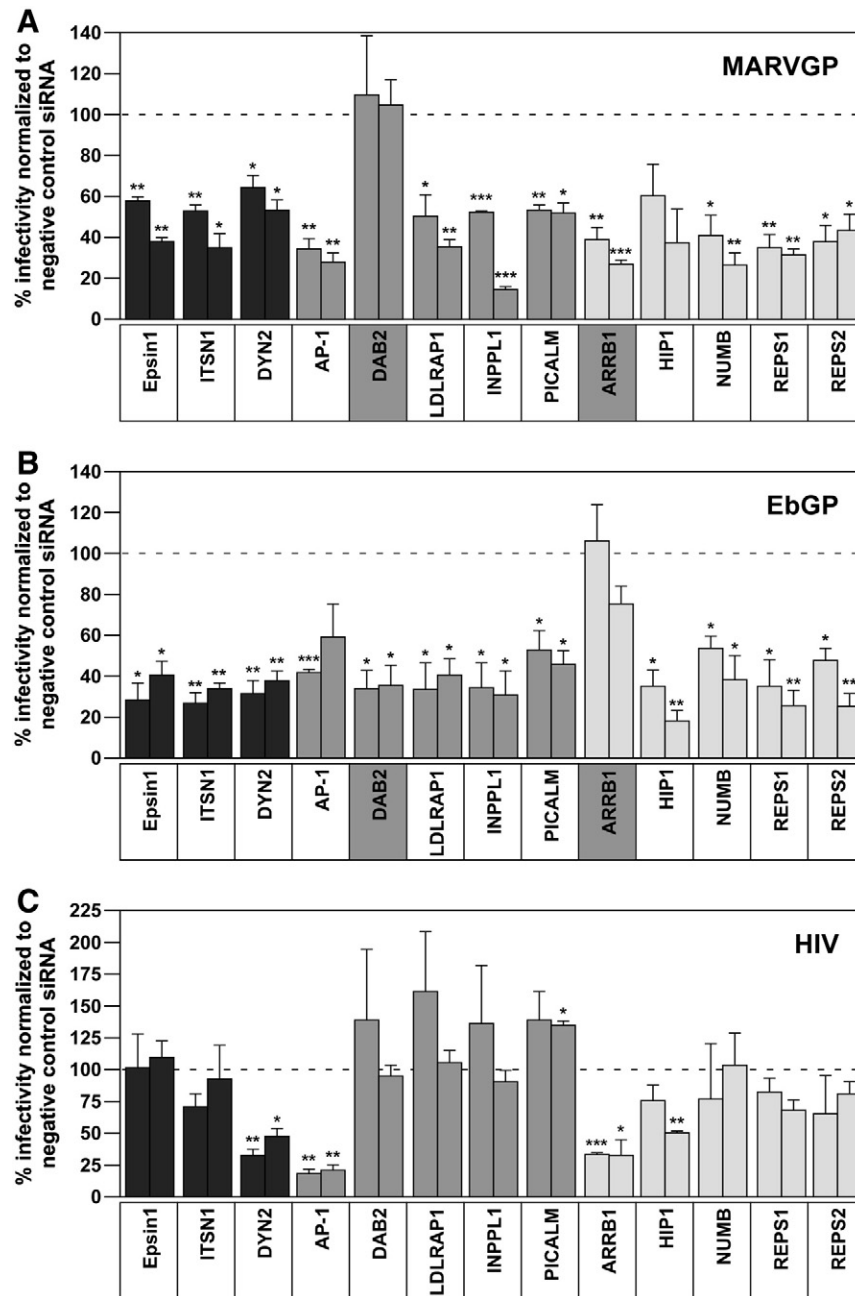 A
% infectivity normalized to
negative control siRNA
140
120
100
80
60
40
20
0
MARVGP
** ** ** * * * ** ** * ** *** *** ** * ** *** * ** ** ** * *
Epsin1 ITSN1 DYN2 AP-1 DAB2 LDLRAP1 INPPL1 PICALM ARRB1 HIP1 NUMB REPS1 REPS2
B
% infectivity normalized to
negative control siRNA
140
120
100
80
60
40
20
0
EbGP
* * ** ** ** ** *** * * * * * * * * * ** * * * ** * **
Epsin1 ITSN1 DYN2 AP-1 DAB2 LDLRAP1 INPPL1 PICALM ARRB1 HIP1 NUMB REPS1 REPS2
C
% infectivity normalized to
negative control siRNA
225
200
175
150
125
100
75
50
25
0
HIV
** * ** ** * *** * **
Epsin1 ITSN1 DYN2 AP-1 DAB2 LDLRAP1 INPPL1 PICALM ARRB1 HIP1 NUMB REPS1 REPS2